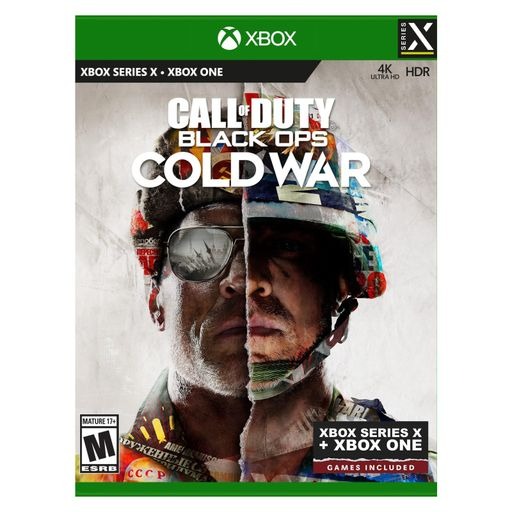 XBOX
SERIES X
XBOX SERIES X • XBOX ONE
4K
ULTRA HD
HDR
CALL OF DUTY
BLACK OPS
COLD WAR
MATURE 17+
M
ESRB
CCCP
XBOX SERIES X
+ XBOX ONE
GAMES INCLUDED